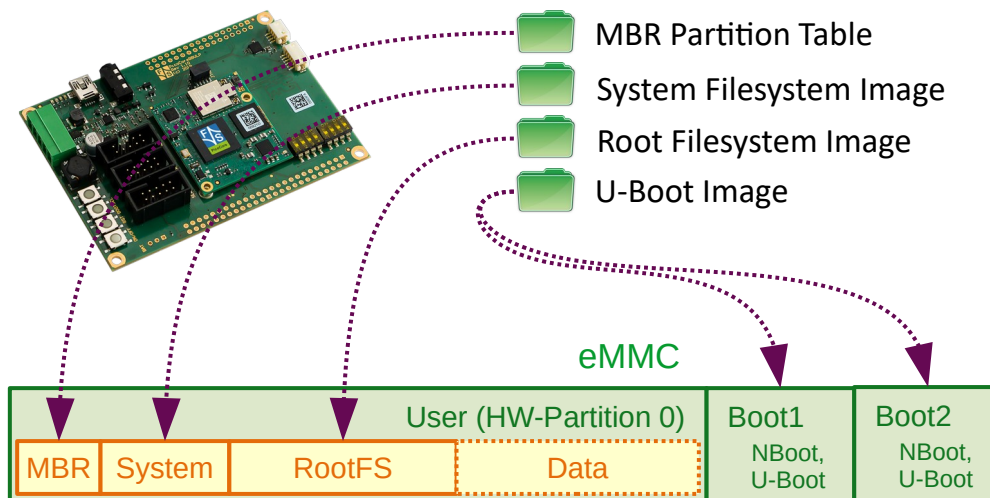 MBR Partition Table
System Filesystem Image
Root Filesystem Image
U-Boot Image
F S
eMMC
User (HW-Partition 0)
Boot1
Boot2
NBoot,
U-Boot
NBoot,
U-Boot
MBR
System
RootFS
Data